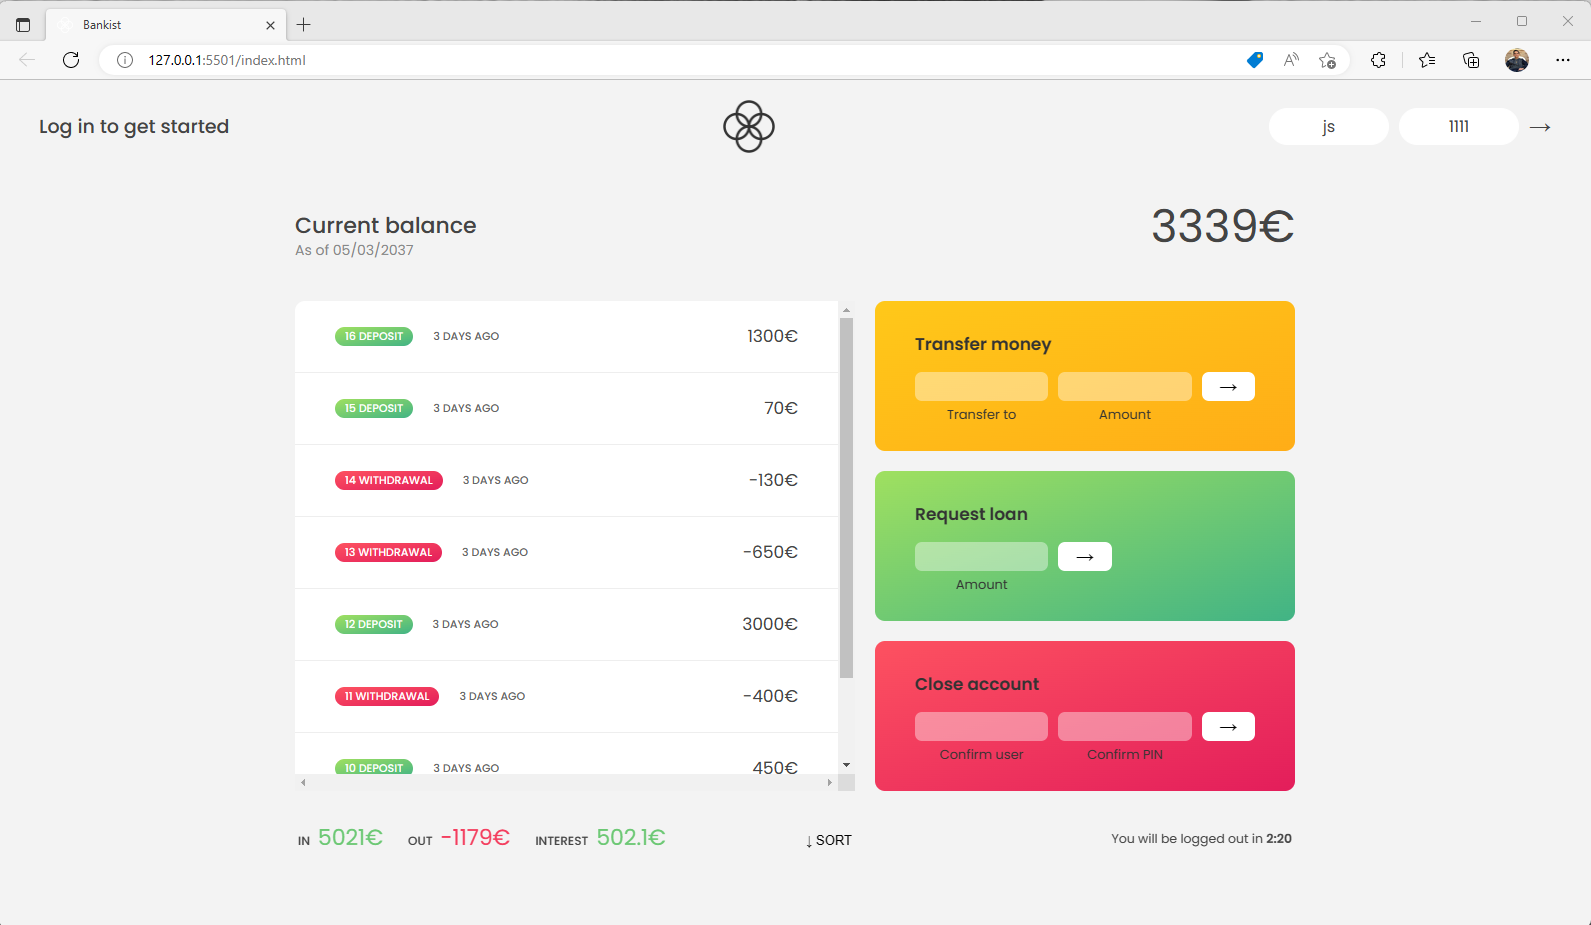 Bankist
127.0.0.1:5501/index.html
Log in to get started
js
1111
→
Current balance
3339€
As of 05/03/2037
16 DEPOSIT 3 DAYS AGO 1300€
15 DEPOSIT 3 DAYS AGO 70€
14 WITHDRAWAL 3 DAYS AGO -130€
13 WITHDRAWAL 3 DAYS AGO -650€
12 DEPOSIT 3 DAYS AGO 3000€
11 WITHDRAWAL 3 DAYS AGO -400€
10 DEPOSIT 3 DAYS AGO 450€
Transfer money
→
Transfer to Amount
Request loan
→
Amount
Close account
→
Confirm user Confirm PIN
IN 5021€ OUT -1179€ INTEREST 502.1€
↓ SORT
You will be logged out in 2:20